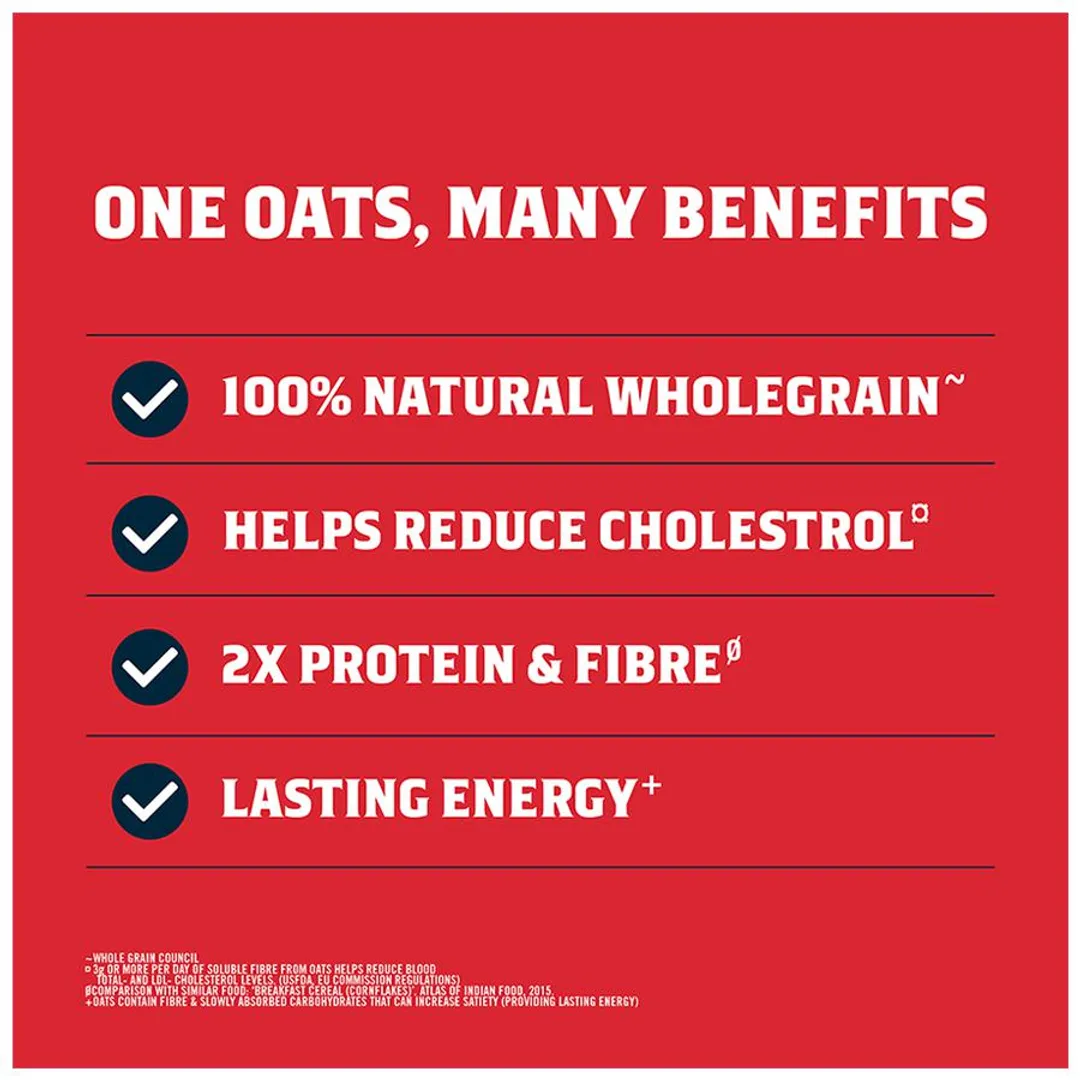 ONE OATS, MANY BENEFITS
100% NATURAL WHOLEGRAIN~
HELPS REDUCE CHOLESTROL¤
2X PROTEIN & FIBRE ø
LASTING ENERGY+
~WHOLE GRAIN COUNCIL
¤ 3g OR MORE PER DAY OF SOLUBLE FIBRE FROM OATS HELPS REDUCE BLOOD
TOTAL- AND LDL- CHOLESTEROL LEVELS. (USFDA, EU COMMISSION REGULATIONS)
øCOMPARISON WITH SIMILAR FOOD: 'BREAKFAST CEREAL (CORNFLAKES)', ATLAS OF INDIAN FOOD, 2015.
+OATS CONTAIN FIBRE & SLOWLY ABSORBED CARBOHYDRATES THAT CAN INCREASE SATIETY (PROVIDING LASTING ENERGY)